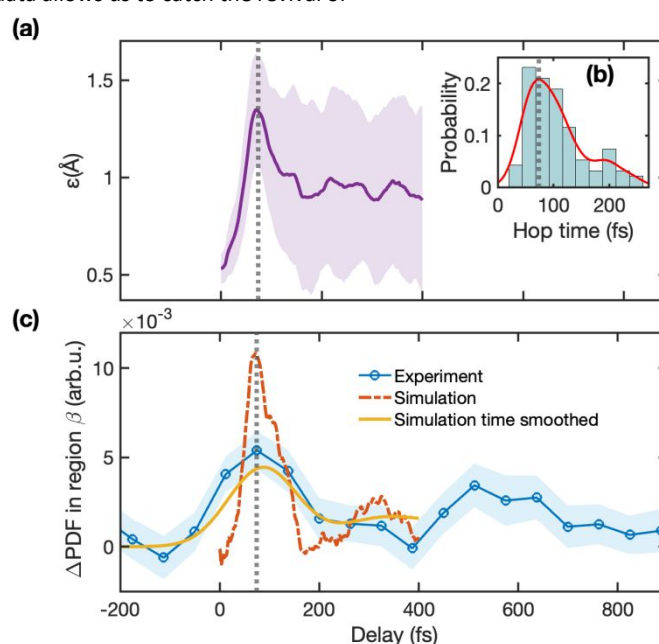 data allows us to catch the revival of
(a)
1.5
1
0.5
ε(Å)
(b)
0.2
0.1
0
Probability
0 100 200
Hop time (fs)
(c)
×10⁻³
10
5
0
ΔPDF in region β (arb.u.)
Experiment
Simulation
Simulation time smoothed
-200 0 200 400 600 800
Delay (fs)